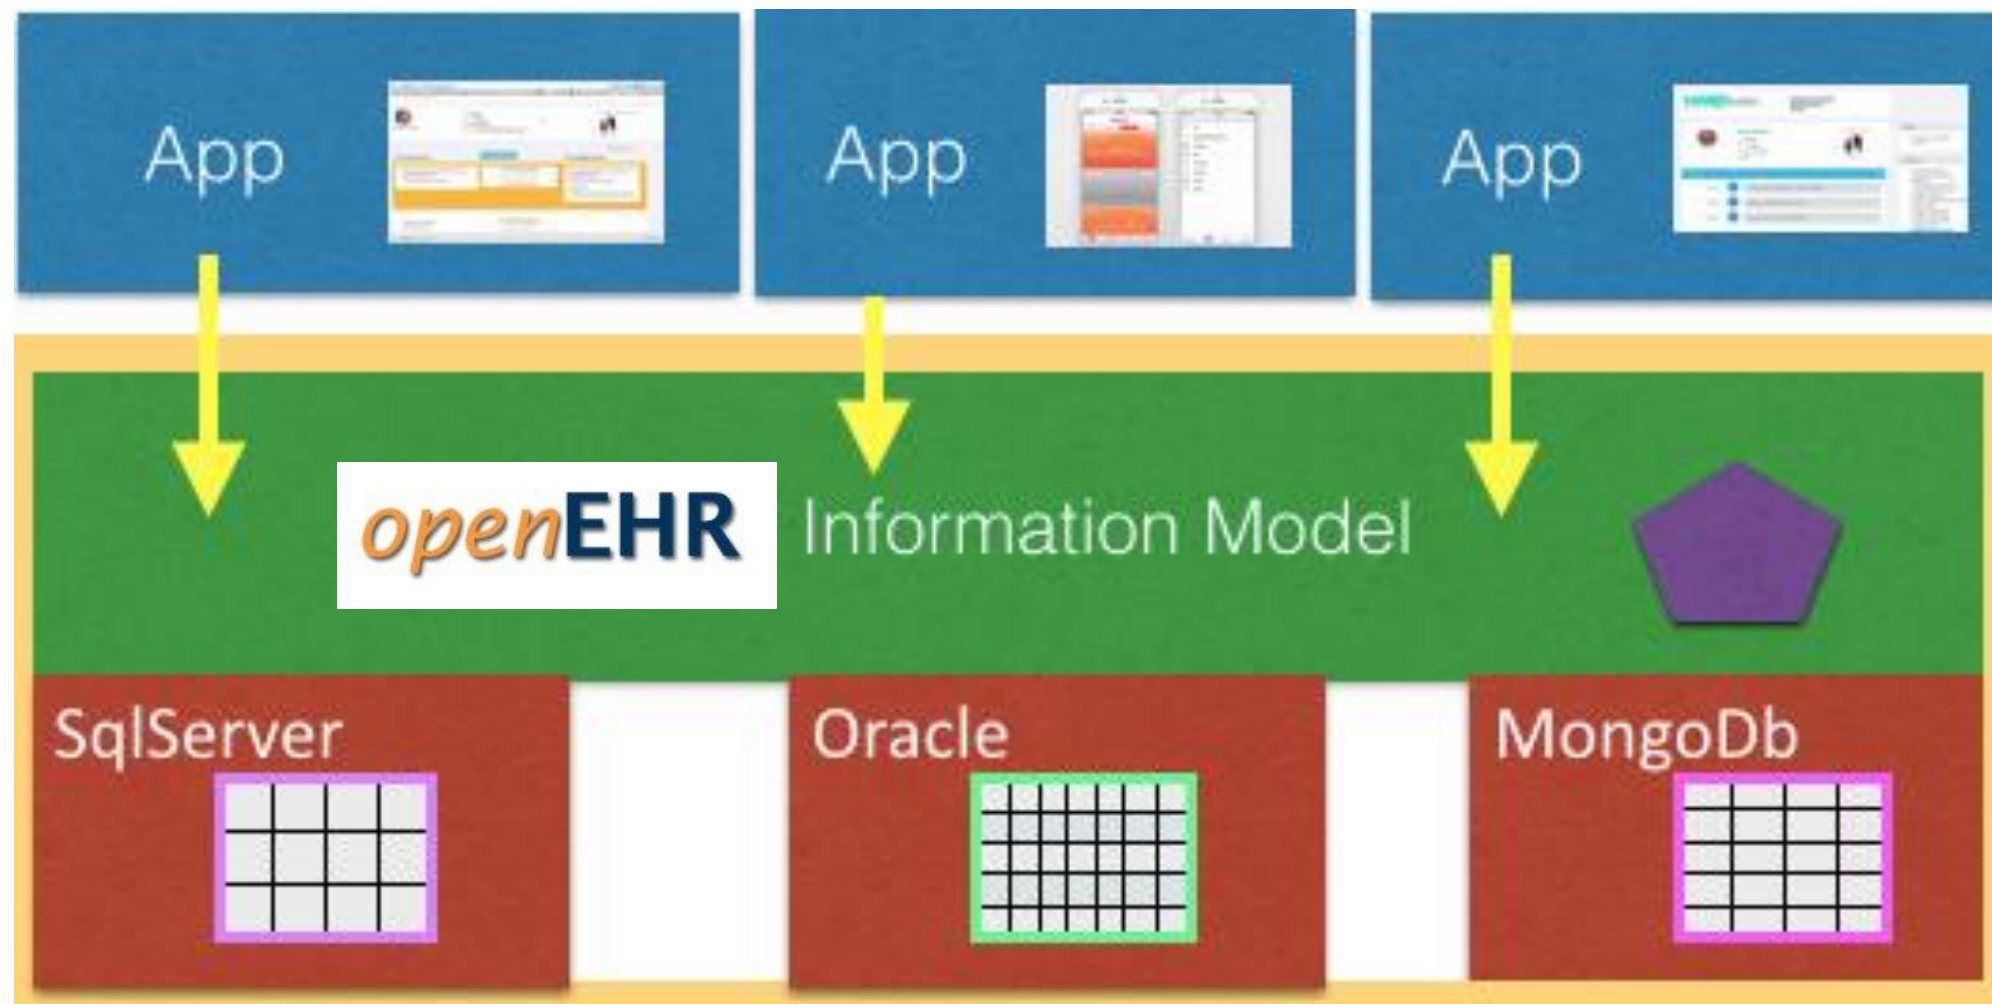 App
App
App
openEHR Information Model
SqlServer
Oracle
MongoDb